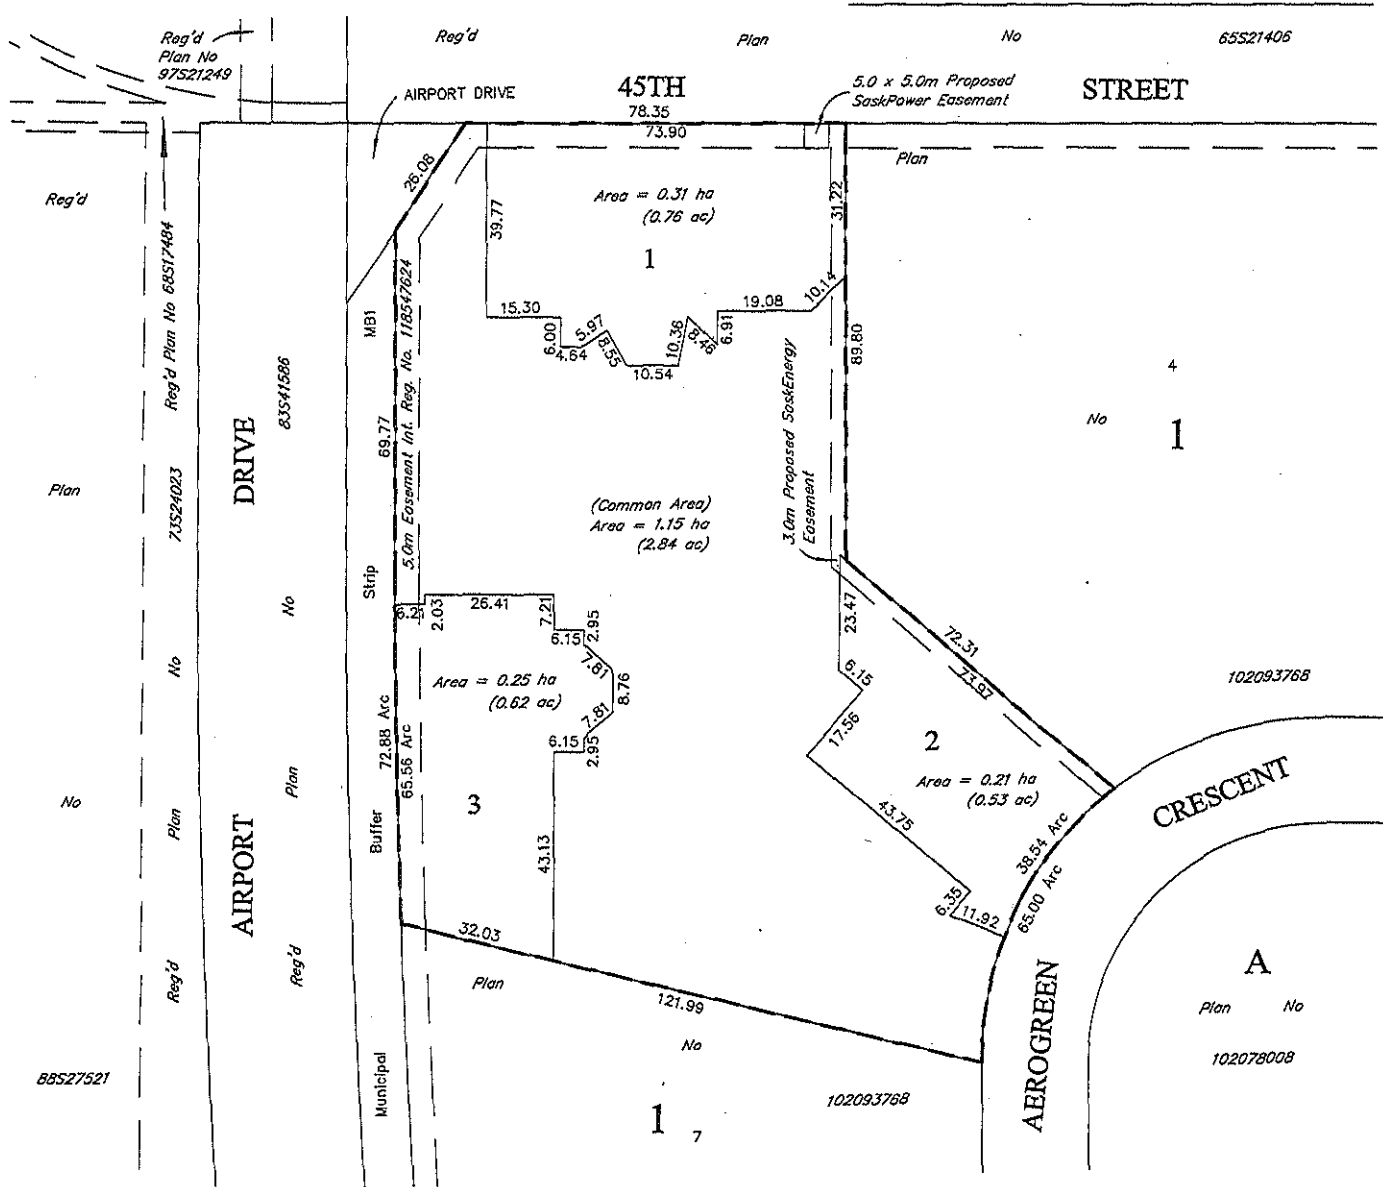 Reg'd
Plan No
97S21249
Reg'd
Plan
No
65S21406
AIRPORT DRIVE
45TH
STREET
5.0 x 5.0m Proposed
SaskPower Easement
78.35
73.90
Plan
26.08
Reg'd
Reg'd Plan No 68S17484
39.77
Area = 0.31 ha
(0.76 ac)
1
31.22
10.14
15.30
6.00
4.64
5.97
8.55
10.54
10.36
8.46
6.91
19.08
MB1
5.0m Easement Int. Reg. No. 118547624
83S41586
89.80
3.0m Proposed SaskEnergy
Easement
4
No
1
69.77
DRIVE
Plan
73S24023
(Common Area)
Area = 1.15 ha
(2.84 ac)
Strip
No
6.21
2.03
26.41
7.21
6.15
2.95
7.81
8.76
7.81
2.95
6.15
23.47
6.15
72.31
73.97
102093768
No
Area = 0.25 ha
(0.62 ac)
72.88 Arc
65.56 Arc
17.56
2
Area = 0.21 ha
(0.53 ac)
43.75
CRESCENT
No
Plan
Plan
3
Buffer
43.13
38.54 Arc
65.00 Arc
6.35
11.92
AIRPORT
32.03
Reg'd
Reg'd
Plan
121.99
No
A
Plan
No
102078008
AEROGREEN
88S27521
Municipal
102093768
1
7